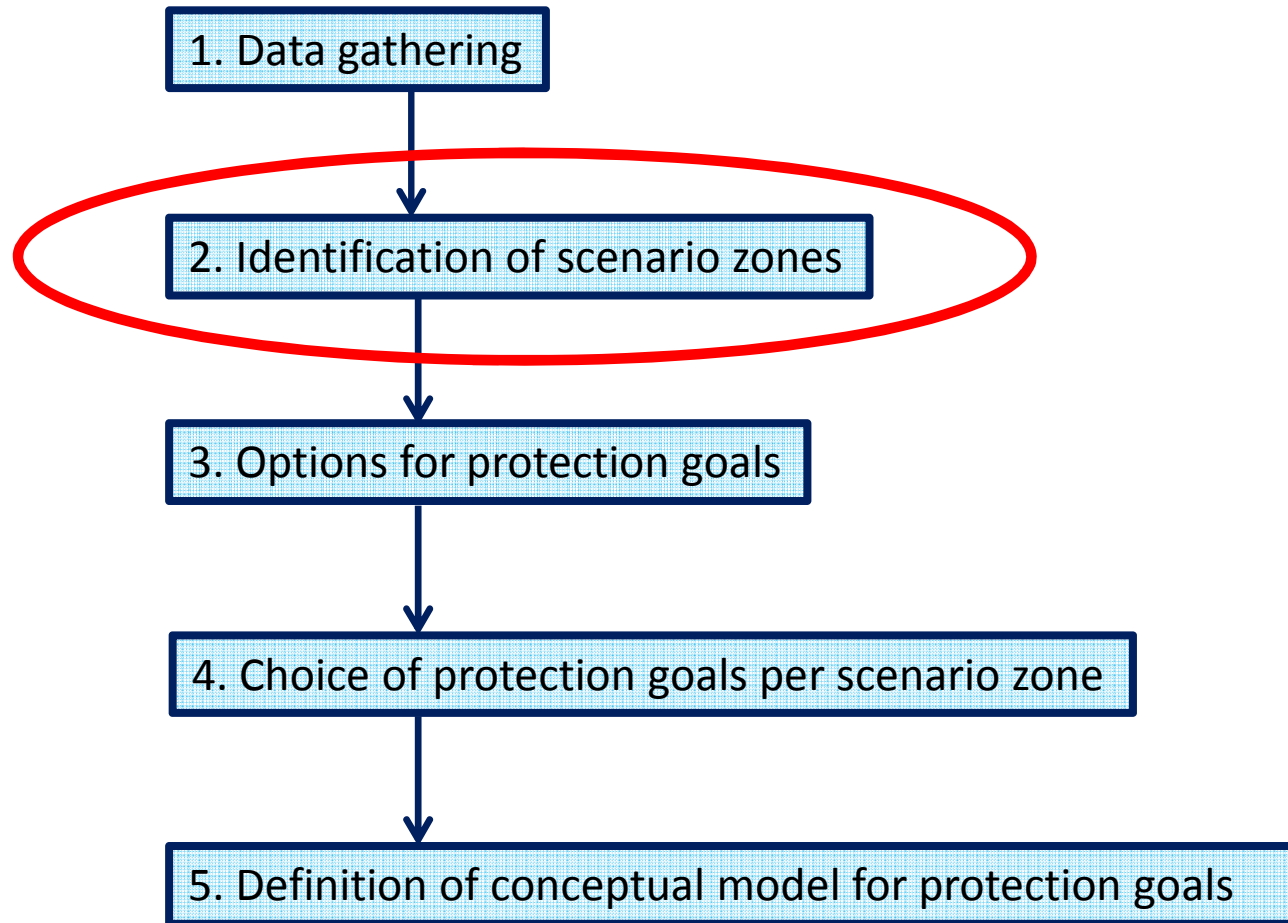 1. Data gathering
2. Identification of scenario zones
3. Options for protection goals
4. Choice of protection goals per scenario zone
5. Definition of conceptual model for protection goals